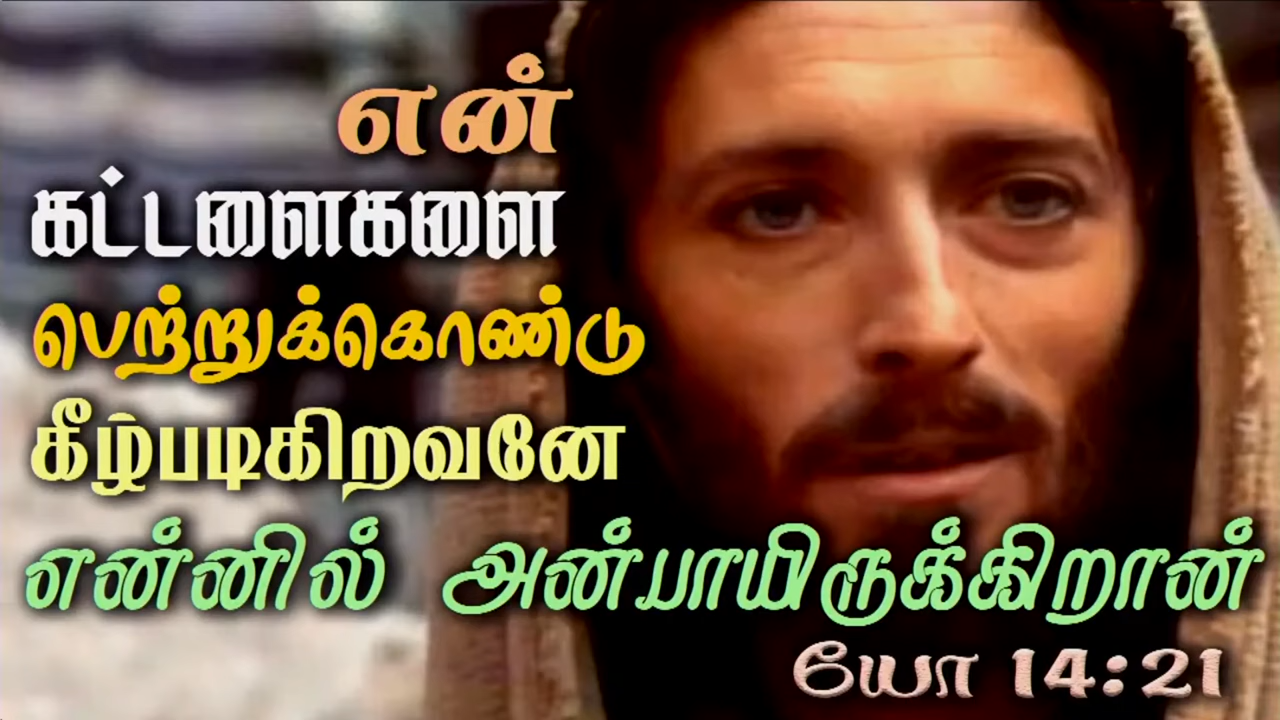 என்
கட்டளைகளை
பெற்றுக்கொண்டு
கீழ்படிகிறவனே
என்னில் அன்பாயிருக்கிறான்
யோ 14:21